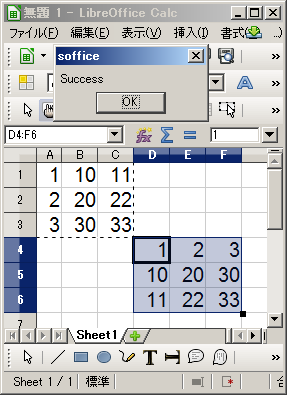 無題 1 - LibreOffice Calc
ファイル(F) 編集(E) 表示(V) 挿入(I) 書式(O)
soffice
Success
OK
D4:F6 1
A B C D E F
1 1 10 11
2 2 20 22
3 3 30 33
4 1 2 3
5 10 20 30
6 11 22 33
7
Sheet1
Sheet 1 / 1 標準